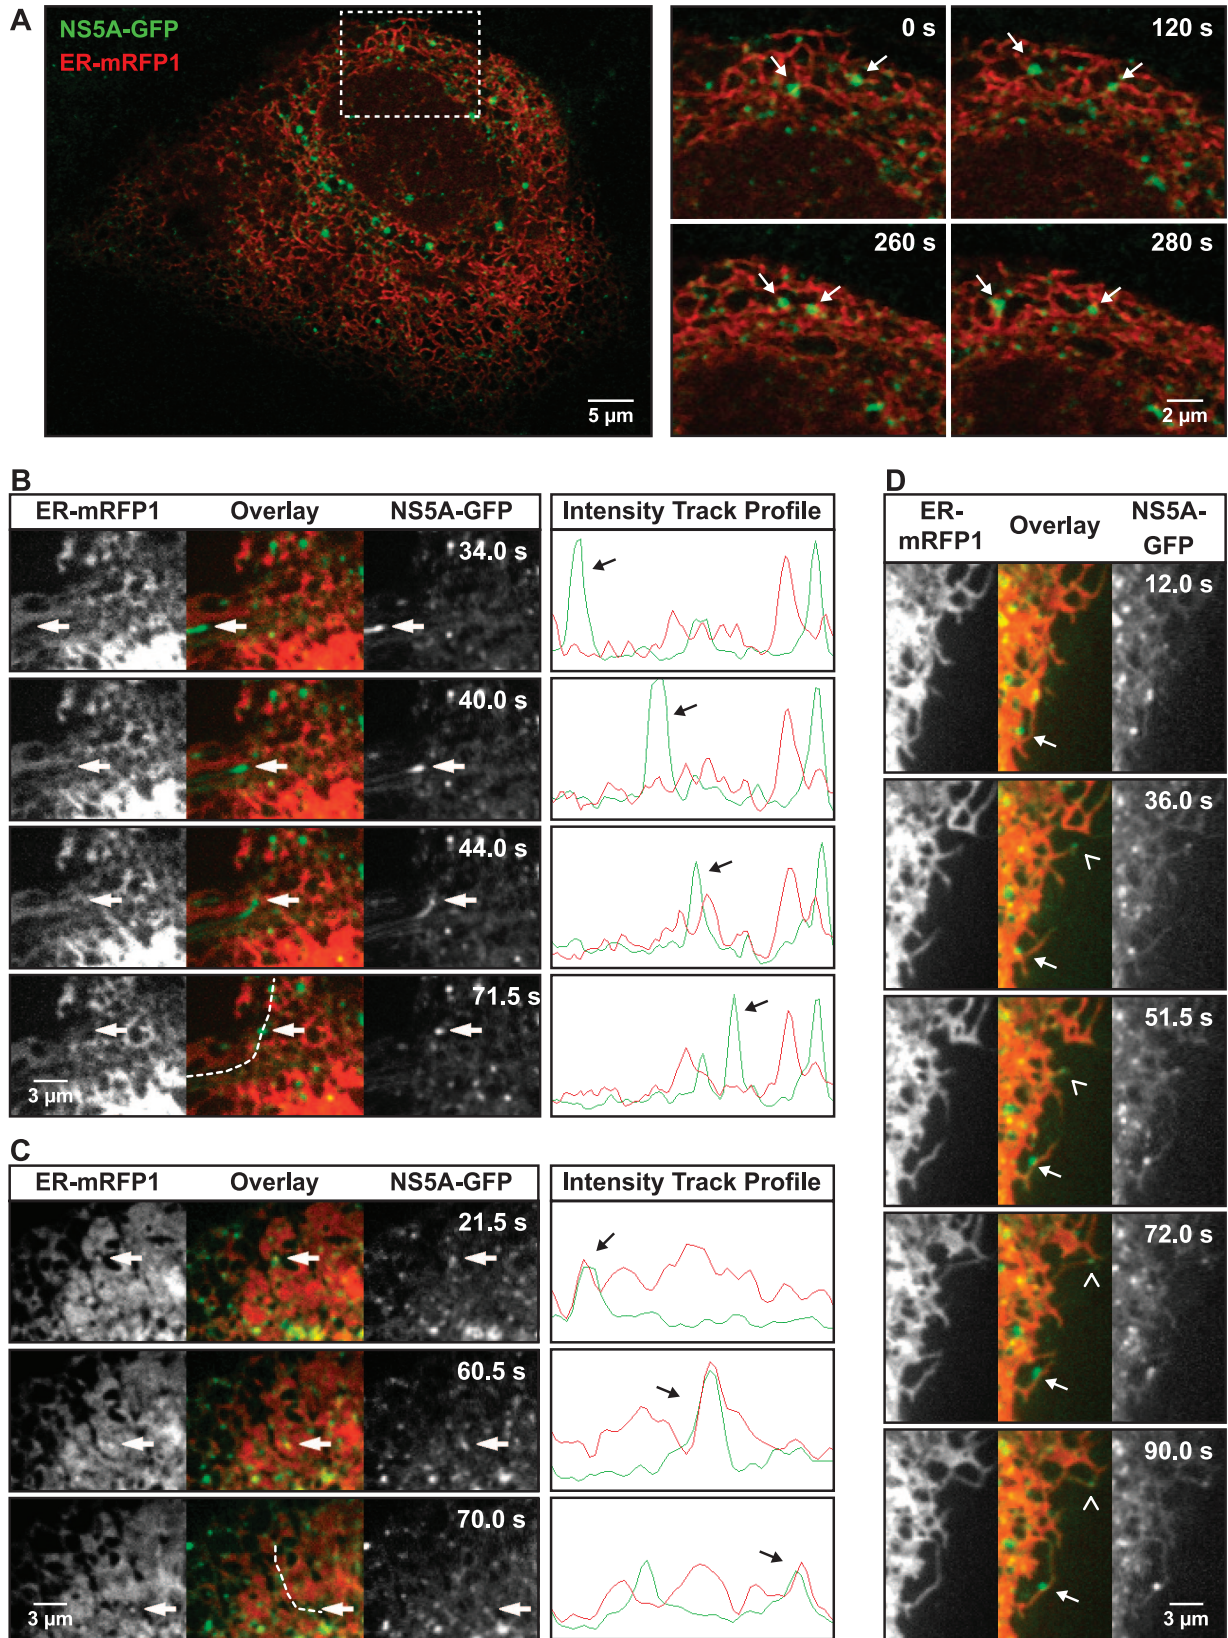 A
NS5A-GFP
ER-mRFP1
5 µm
0 s
120 s
260 s
280 s
2 µm
B
ER-mRFP1 Overlay NS5A-GFP Intensity Track Profile
34.0 s
40.0 s
44.0 s
71.5 s
3 µm
C
ER-mRFP1 Overlay NS5A-GFP Intensity Track Profile
21.5 s
60.5 s
70.0 s
3 µm
D
ER-
mRFP1
Overlay
NS5A-
GFP
12.0 s
36.0 s
51.5 s
72.0 s
90.0 s
3 µm